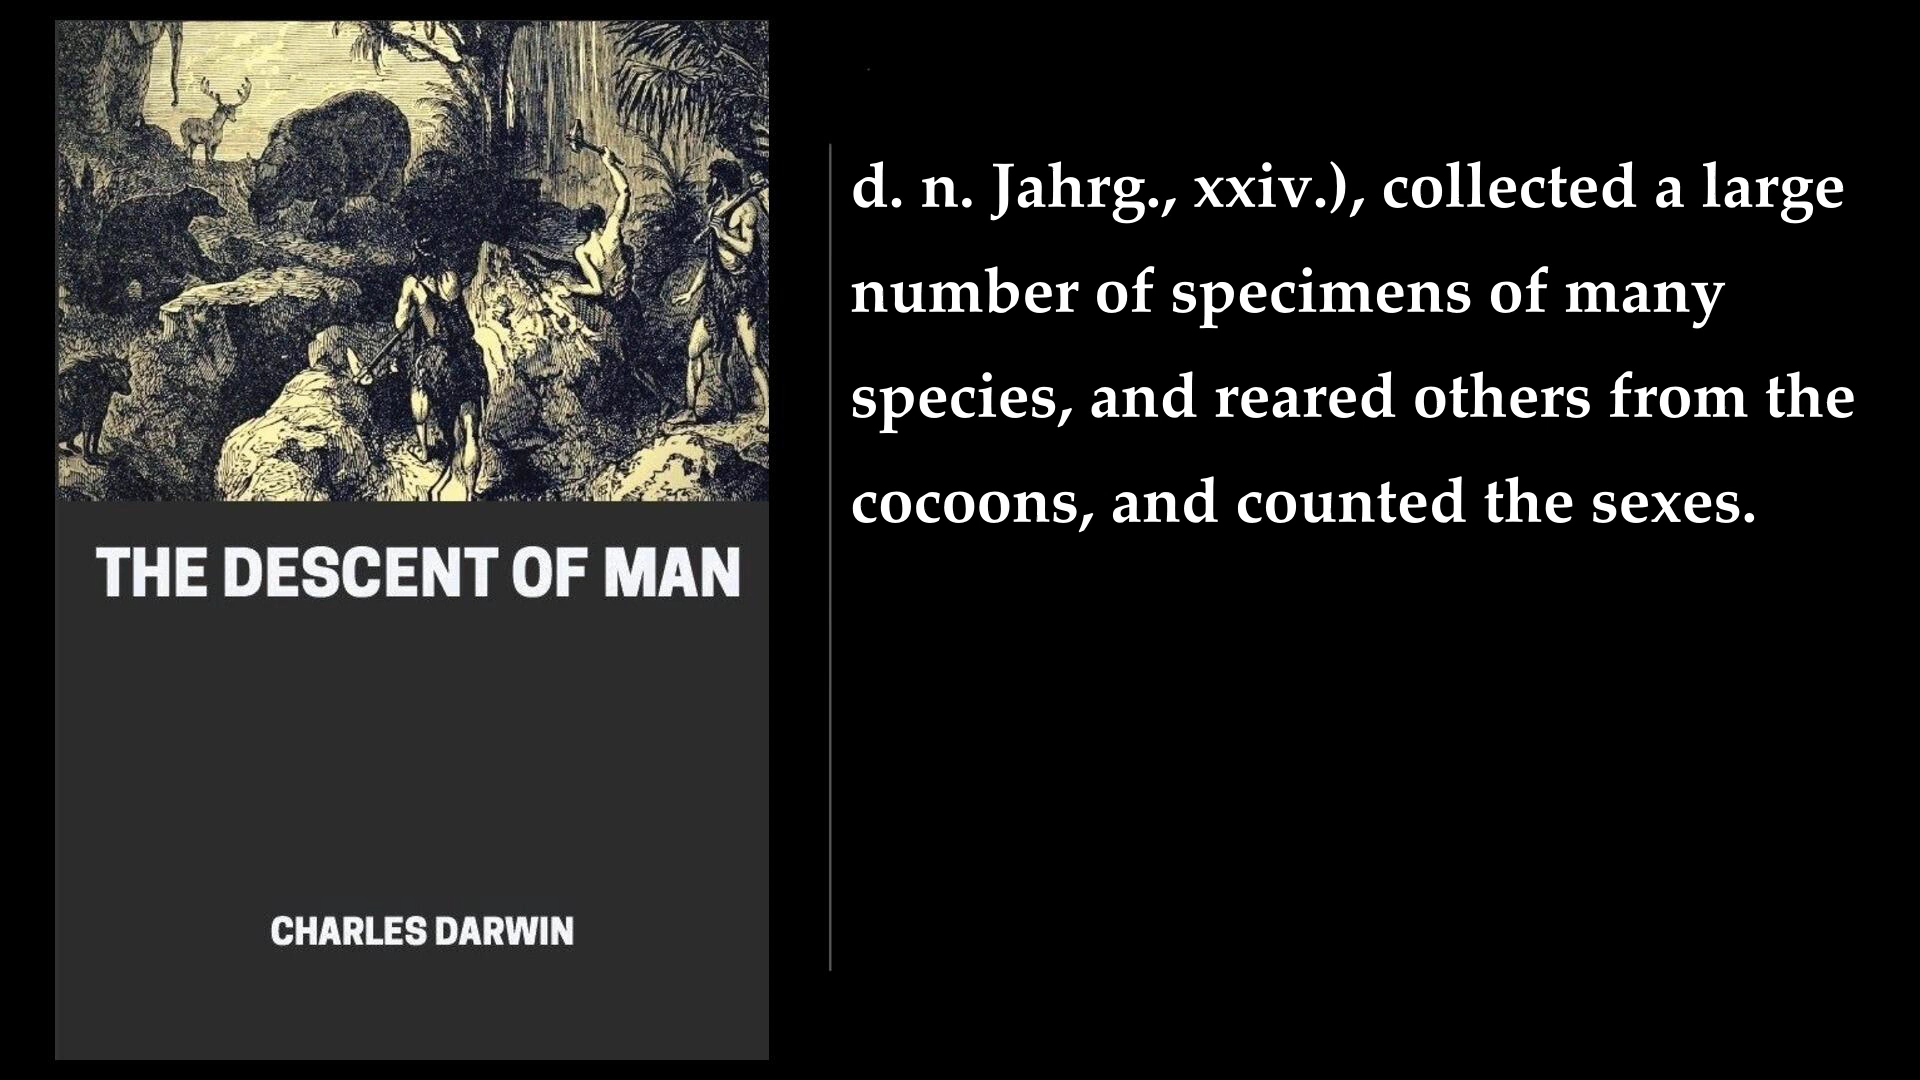 THE DESCENT OF MAN
CHARLES DARWIN
d. n. Jahrg., xxiv.), collected a large
number of specimens of many
species, and reared others from the
cocoons, and counted the sexes.